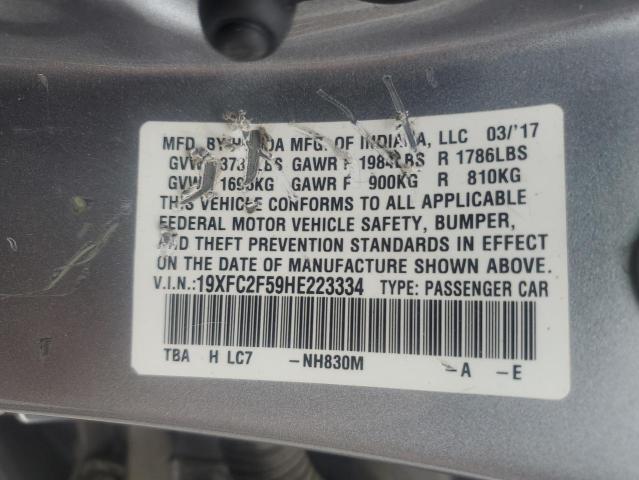 MFD. BY HONDA MFG. OF INDIANA, LLC 03/'17
GAWR F 1984LBS R 1786LBS
GAWR F 900KG R 810KG
THIS VEHICLE CONFORMS TO ALL APPLICABLE
FEDERAL MOTOR VEHICLE SAFETY, BUMPER,
AND THEFT PREVENTION STANDARDS IN EFFECT
ON THE DATE OF MANUFACTURE SHOWN ABOVE.
V.I.N.:19XFC2F59HE223334 TYPE: PASSENGER CAR
TBA H LC7 -NH830M -A -E